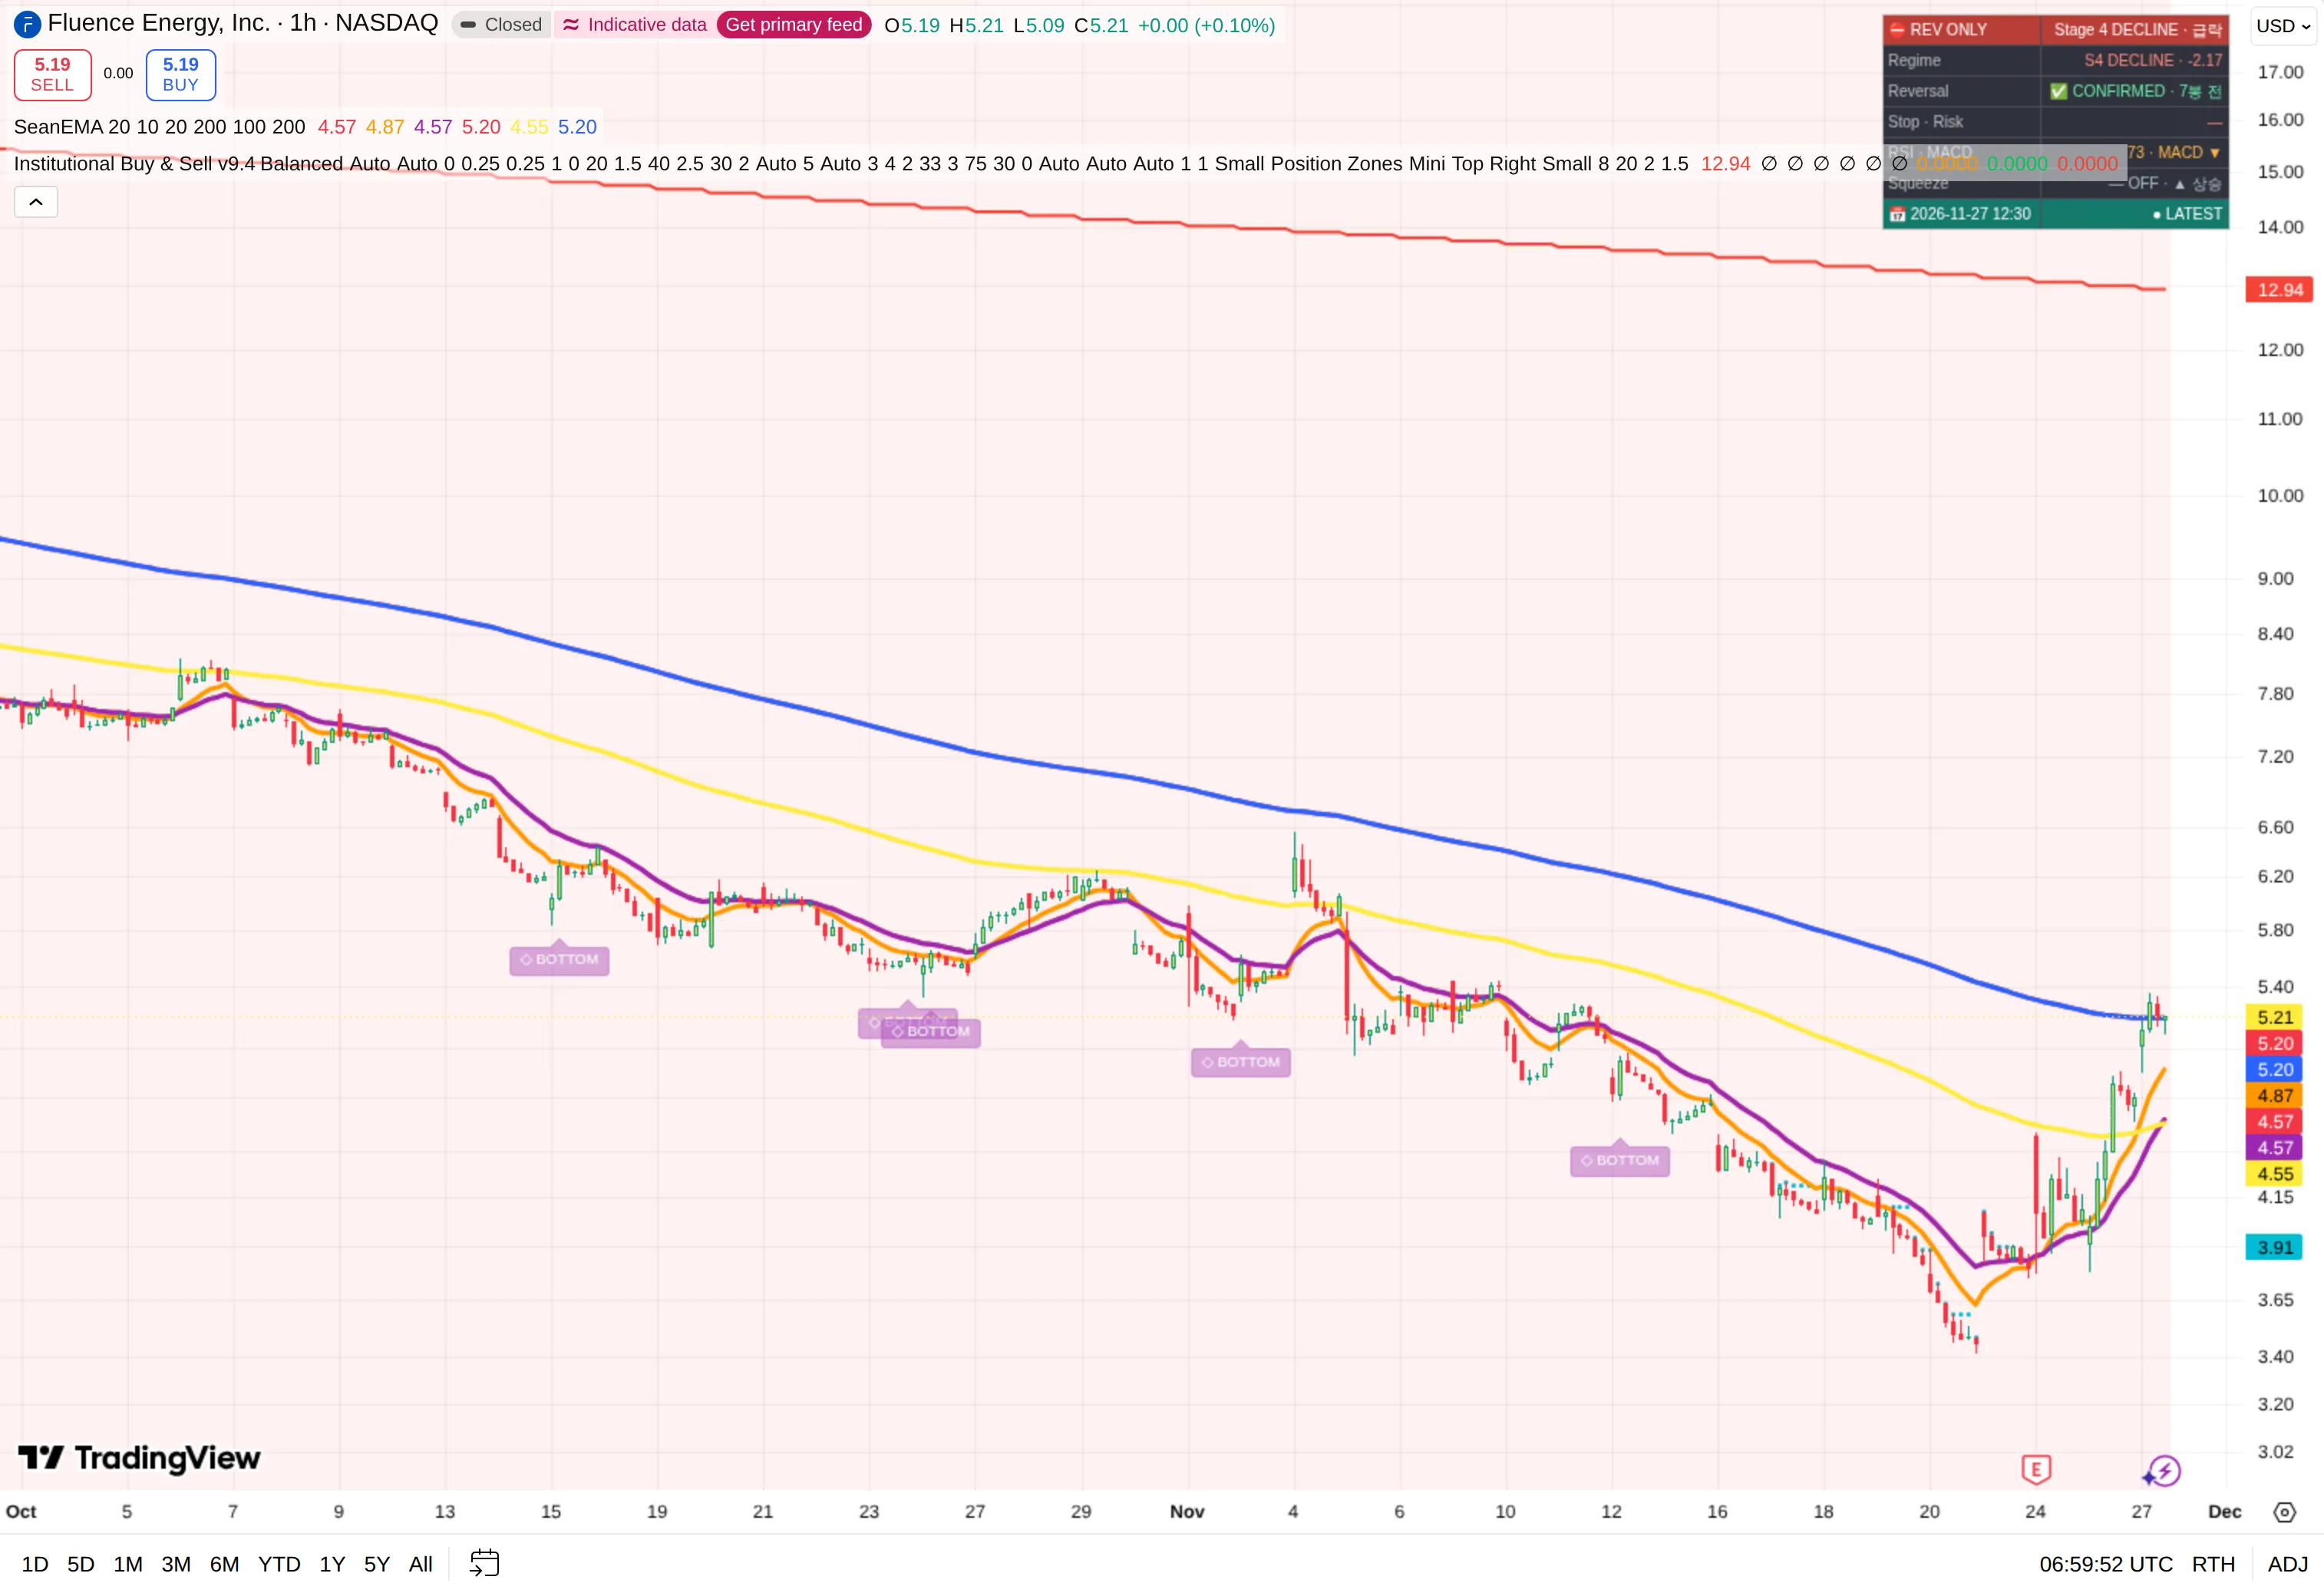 Fluence Energy, Inc. · 1h · NASDAQ
Closed
Indicative data
Get primary feed
O5.19 H5.21 L5.09 C5.21 +0.00 (+0.10%)
5.19
SELL
0.00
5.19
BUY
SeanEMA 20 10 20 200 100 200 4.57 4.87 4.57 5.20 4.55 5.20
Institutional Buy & Sell v9.4 Balanced Auto Auto 0 0.25 0.25 1 0 20 1.5 40 2.5 30 2 Auto 5 Auto 3 4 2 33 3 75 30 0 Auto Auto Auto 1 1 Small Position Zones Mini Top Right Small 8 20 2 1.5 12.94 ∅ ∅ ∅ ∅ ∅ ∅ 0.0000 0.0000 0.0000
⛔ REV ONLY Stage 4 DECLINE · 급락
Regime S4 DECLINE · -2.17
Reversal ✅ CONFIRMED · 7봉 전
Stop · Risk —
RSI · MACD 73 · MACD ▼
Squeeze — OFF · ▲ 상승
📅 2026-11-27 12:30 ● LATEST
USD
17.00
16.00
15.00
14.00
12.94
12.00
11.00
10.00
9.00
8.40
7.80
7.20
6.60
6.20
5.80
5.40
5.21
5.20
5.20
4.87
4.57
4.57
4.55
4.15
3.91
3.65
3.40
3.20
3.02
◇ BOTTOM
◇ BOTTOM
◇ BOTTOM
◇ BOTTOM
◇ BOTTOM
TradingView
E
Oct 5 7 9 13 15 19 21 23 27 29 Nov 4 6 10 12 16 18 20 24 27 Dec
1D 5D 1M 3M 6M YTD 1Y 5Y All
06:59:52 UTC RTH ADJ